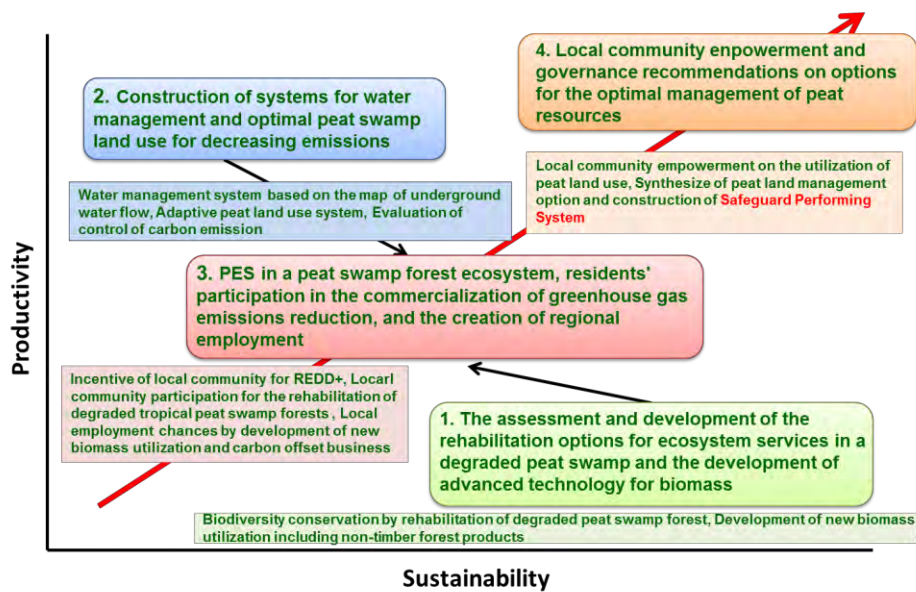 4. Local community enpowerment and
governance recommendations on options
for the optimal management of peat
resources
2. Construction of systems for water
management and optimal peat swamp
land use for decreasing emissions
Local community empowerment on the utilization of
peat land use, Synthesize of peat land management
option and construction of Safeguard Performing
System
Water management system based on the map of underground
water flow, Adaptive peat land use system, Evaluation of
control of carbon emission
3. PES in a peat swamp forest ecosystem, residents'
participation in the commercialization of greenhouse gas
emissions reduction, and the creation of regional
employment
Incentive of local community for REDD+, Locarl
community participation for the rehabilitation of
degraded tropical peat swamp forests , Local
employment chances by development of new
biomass utilization and carbon offset business
1. The assessment and development of the
rehabilitation options for ecosystem services in a
degraded peat swamp and the development of
advanced technology for biomass
Biodiversity conservation by rehabilitation of degraded peat swamp forest, Development of new biomass
utilization including non-timber forest products
Productivity
Sustainability